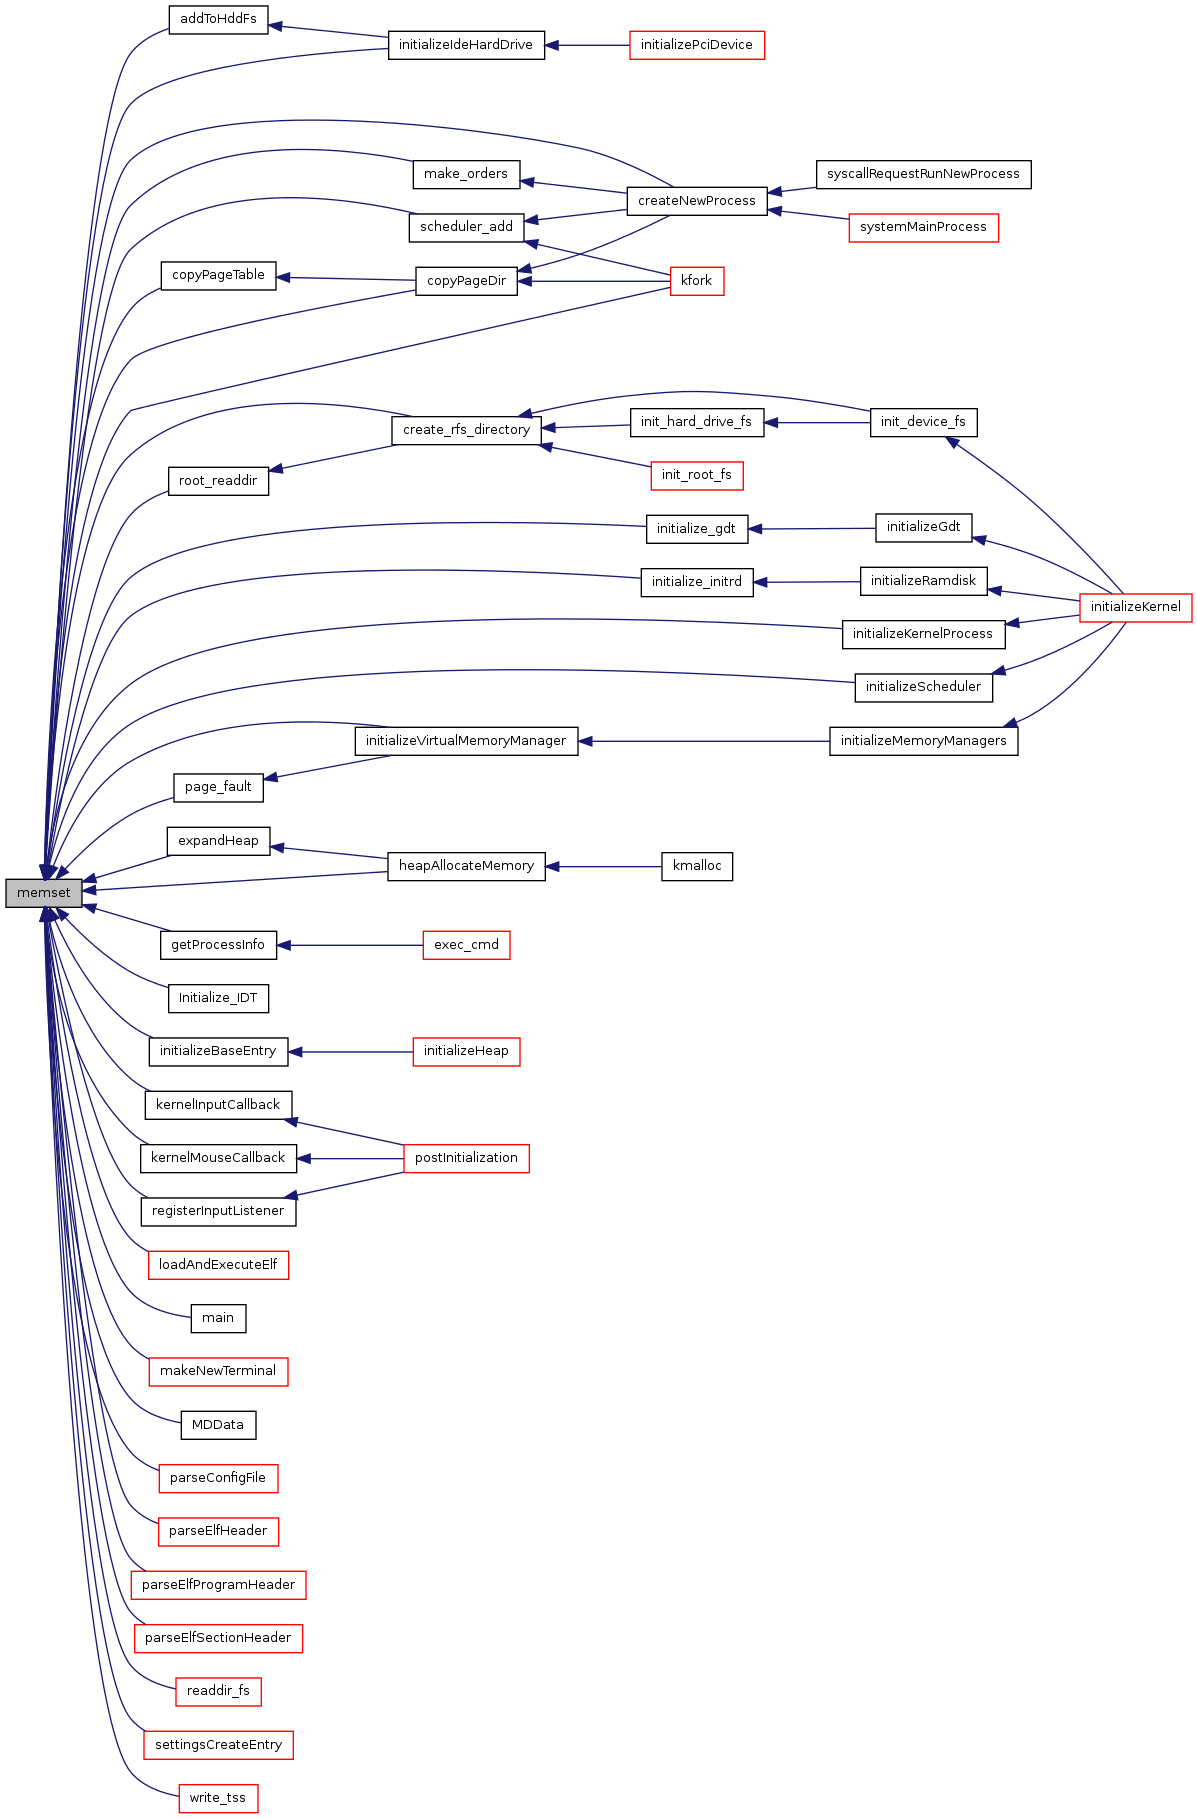 addToHddFs
initializeIdeHardDrive
initializePciDevice
make_orders
syscallRequestRunNewProcess
createNewProcess
scheduler_add
systemMainProcess
copyPageTable
copyPageDir
kfork
create_rfs_directory
init_hard_drive_fs
init_device_fs
root_readdir
init_root_fs
initialize_gdt
initializeGdt
initialize_initrd
initializeRamdisk
initializeKernel
initializeKernelProcess
initializeScheduler
initializeVirtualMemoryManager
initializeMemoryManagers
page_fault
expandHeap
heapAllocateMemory
kmalloc
memset
getProcessInfo
exec_cmd
Initialize_IDT
initializeBaseEntry
initializeHeap
kernelInputCallback
kernelMouseCallback
postInitialization
registerInputListener
loadAndExecuteElf
main
makeNewTerminal
MDData
parseConfigFile
parseElfHeader
parseElfProgramHeader
parseElfSectionHeader
readdir_fs
settingsCreateEntry
write_tss